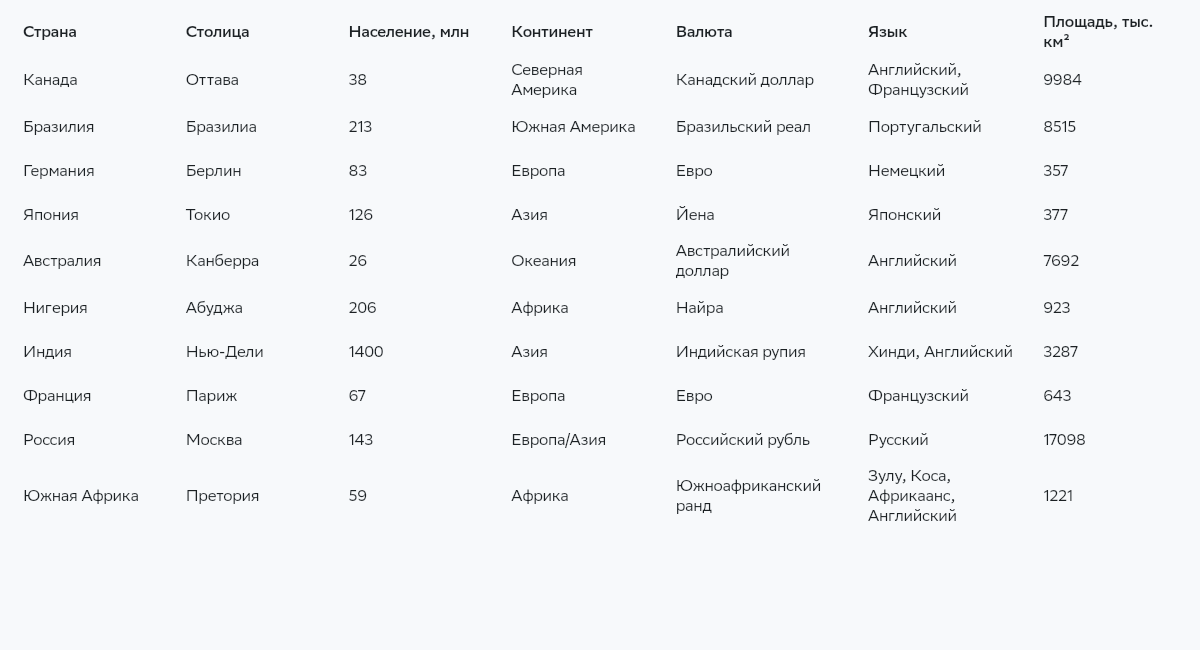 Страна Столица Население, млн Континент Валюта Язык Площадь, тыс. км²
Канада Оттава 38 Северная Америка Канадский доллар Английский, Французский 9984
Бразилия Бразилиа 213 Южная Америка Бразильский реал Португальский 8515
Германия Берлин 83 Европа Евро Немецкий 357
Япония Токио 126 Азия Йена Японский 377
Австралия Канберра 26 Океания Австралийский доллар Английский 7692
Нигерия Абуджа 206 Африка Найра Английский 923
Индия Нью-Дели 1400 Азия Индийская рупия Хинди, Английский 3287
Франция Париж 67 Европа Евро Французский 643
Россия Москва 143 Европа/Азия Российский рубль Русский 17098
Южная Африка Претория 59 Африка Южноафриканский ранд Зулу, Коса, Африкаанс, Английский 1221